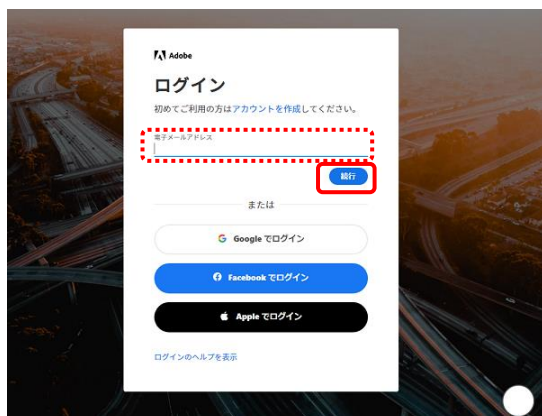 Adobe
ログイン
初めてご利用の方はアカウントを作成してください。
電子メールアドレス
続行
または
Google でログイン
Facebook でログイン
Apple でログイン
ログインのヘルプを表示